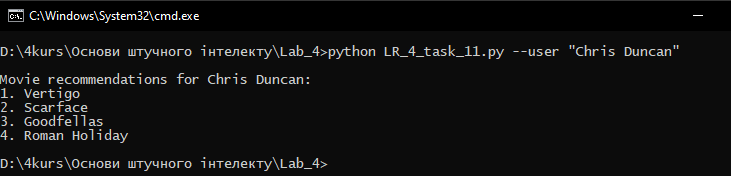 C:\Windows\System32\cmd.exe
D:\4kurs\Основи штучного інтелекту\Lab_4>python LR_4_task_11.py --user "Chris Duncan"
Movie recommendations for Chris Duncan:
1. Vertigo
2. Scarface
3. Goodfellas
4. Roman Holiday
D:\4kurs\Основи штучного інтелекту\Lab_4>